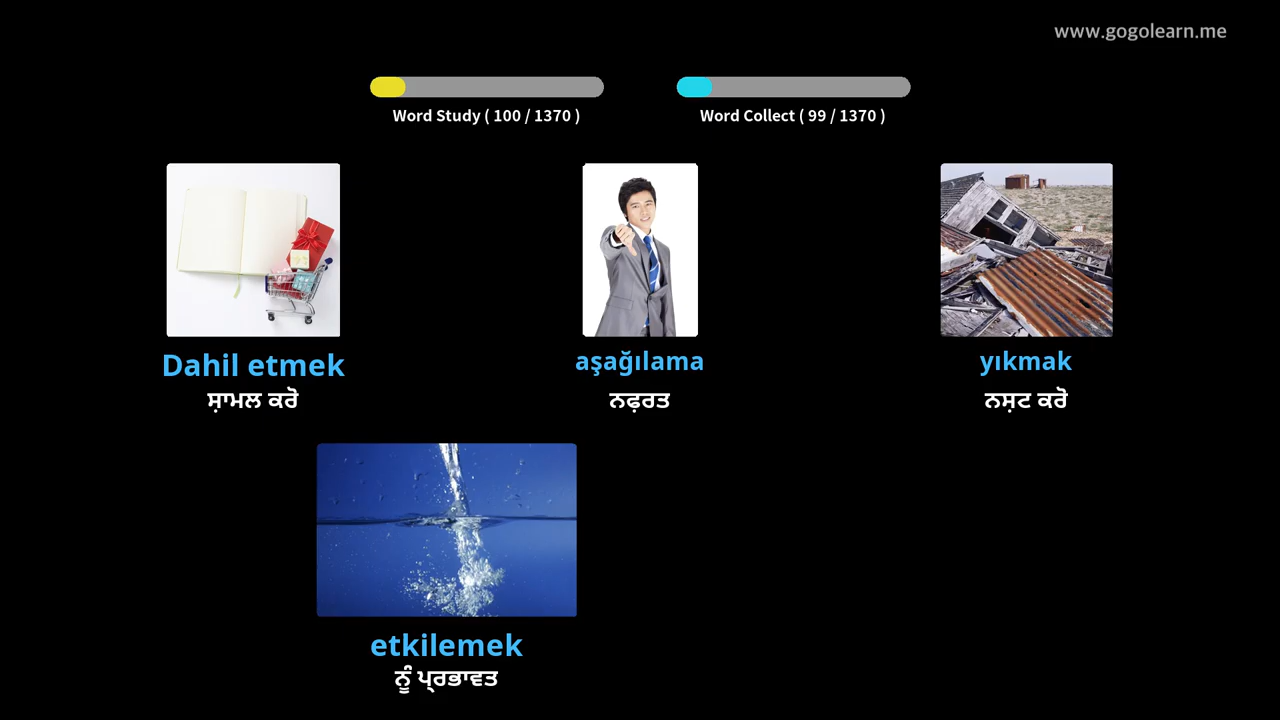 www.gogolearn.me
Word Study ( 100 / 1370 )
Word Collect ( 99 / 1370 )
Dahil etmek
ਸ਼ਾਮਲ ਕਰੋ
aşağılama
ਨਫ਼ਰਤ
yıkmak
ਨਸ਼ਟ ਕਰੋ
etkilemek
ਨੂੰ ਪ੍ਰਭਾਵਤ